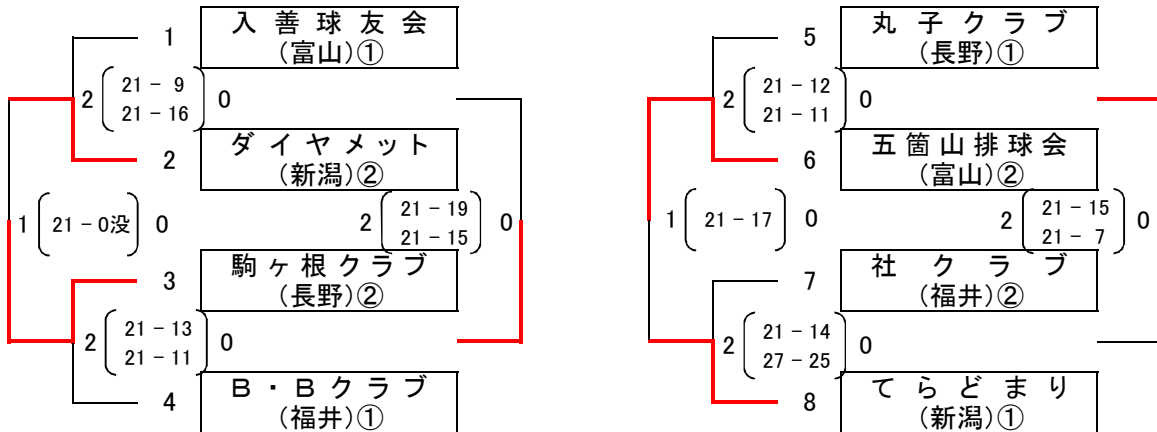 1 入善球友会
(富山)①
2 21 - 9 0
21 - 16
2 ダイヤメット
(新潟)②
1 21 - 0没 0
2 21 - 19 0
21 - 15
3 駒ヶ根クラブ
(長野)②
2 21 - 13 0
21 - 11
4 B・Bクラブ
(福井)①
5 丸子クラブ
(長野)①
2 21 - 12 0
21 - 11
6 五箇山排球会
(富山)②
1 21 - 17 0
2 21 - 15 0
21 - 7
7 社クラブ
(福井)②
2 21 - 14 0
27 - 25
8 てらどまり
(新潟)①